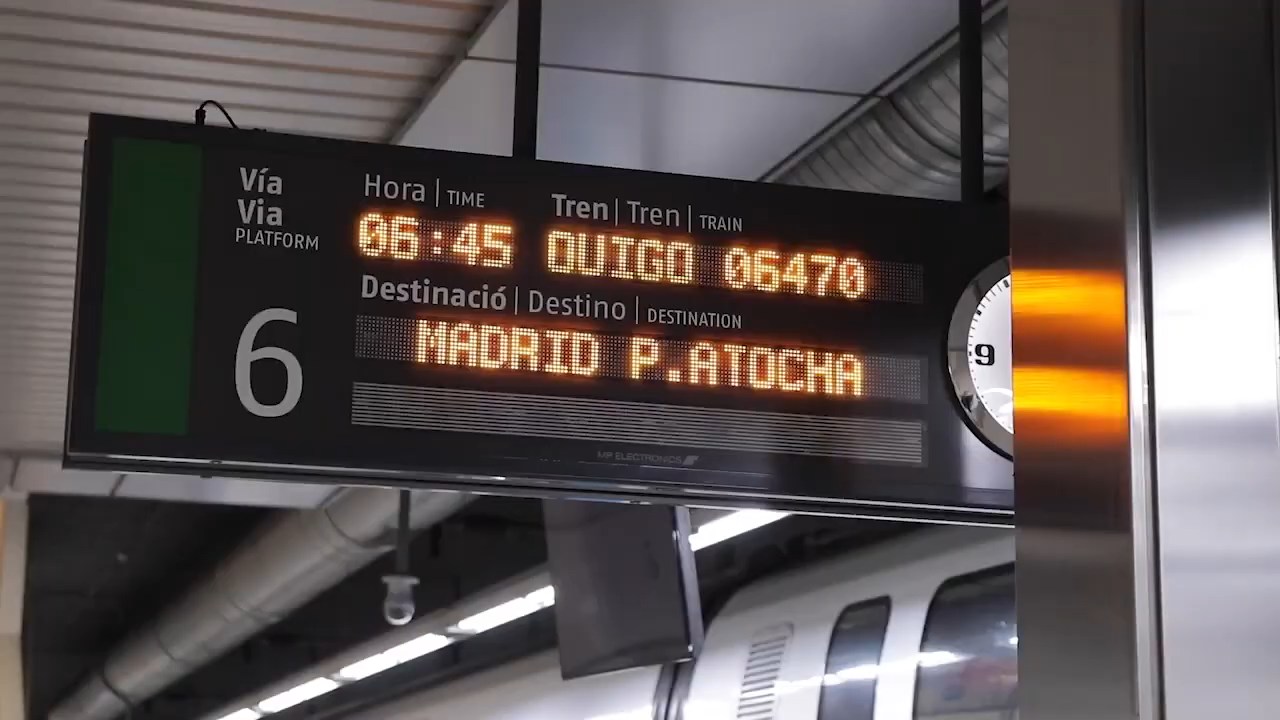 Vía
Via
PLATFORM
6
Hora | TIME
Tren | Tren | TRAIN
06:45 OUIGO 06470
Destinació | Destino | DESTINATION
MADRID P.ATOCHA
MP ELECTRONICS
9